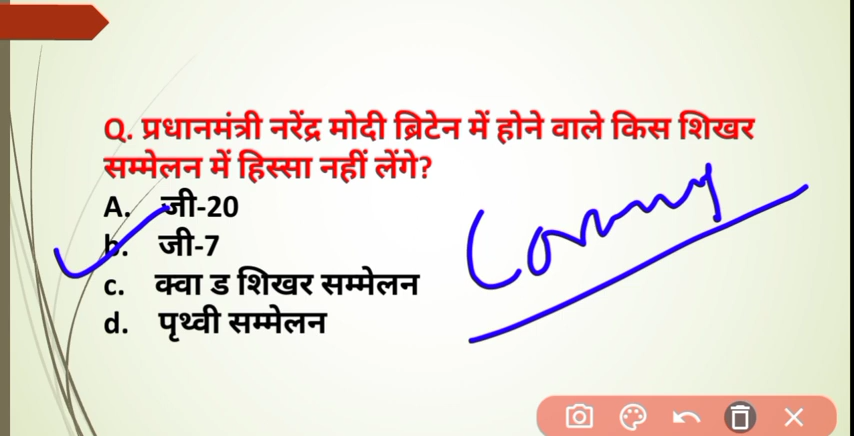 Q. प्रधानमंत्री नरेंद्र मोदी ब्रिटेन में होने वाले किस शिखर
सम्मेलन में हिस्सा नहीं लेंगे?
A. जी-20
b. जी-7
c. क्वा ड शिखर सम्मेलन
d. पृथ्वी सम्मेलन